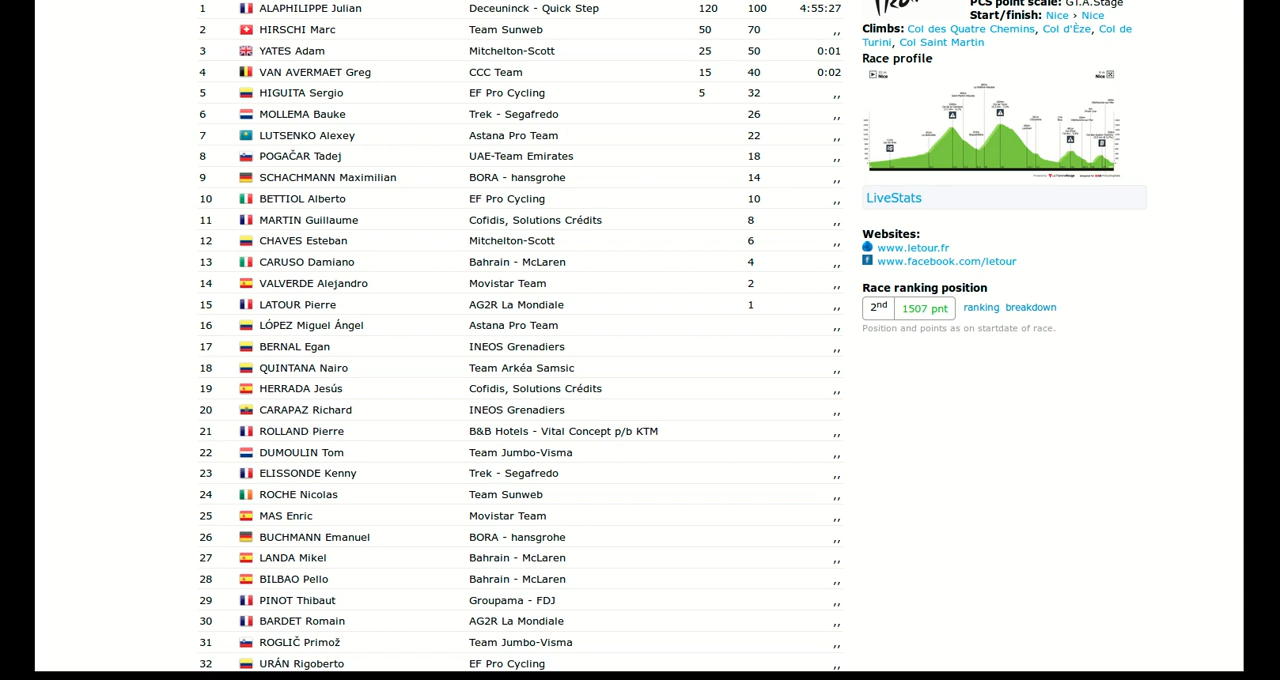 1 ALAPHILIPPE Julian Deceuninck - Quick Step 120 100 4:55:27
2 HIRSCHI Marc Team Sunweb 50 70 ,,
3 YATES Adam Mitchelton-Scott 25 50 0:01
4 VAN AVERMAET Greg CCC Team 15 40 0:02
5 HIGUITA Sergio EF Pro Cycling 5 32 ,,
6 MOLLEMA Bauke Trek - Segafredo 26 ,,
7 LUTSENKO Alexey Astana Pro Team 22 ,,
8 POGAČAR Tadej UAE-Team Emirates 18 ,,
9 SCHACHMANN Maximilian BORA - hansgrohe 14 ,,
10 BETTIOL Alberto EF Pro Cycling 10 ,,
11 MARTIN Guillaume Cofidis, Solutions Crédits 8 ,,
12 CHAVES Esteban Mitchelton-Scott 6 ,,
13 CARUSO Damiano Bahrain - McLaren 4 ,,
14 VALVERDE Alejandro Movistar Team 2 ,,
15 LATOUR Pierre AG2R La Mondiale 1 ,,
16 LÓPEZ Miguel Ángel Astana Pro Team ,,
17 BERNAL Egan INEOS Grenadiers ,,
18 QUINTANA Nairo Team Arkéa Samsic ,,
19 HERRADA Jesús Cofidis, Solutions Crédits ,,
20 CARAPAZ Richard INEOS Grenadiers ,,
21 ROLLAND Pierre B&B Hotels - Vital Concept p/b KTM ,,
22 DUMOULIN Tom Team Jumbo-Visma ,,
23 ELISSONDE Kenny Trek - Segafredo ,,
24 ROCHE Nicolas Team Sunweb ,,
25 MAS Enric Movistar Team ,,
26 BUCHMANN Emanuel BORA - hansgrohe ,,
27 LANDA Mikel Bahrain - McLaren ,,
28 BILBAO Pello Bahrain - McLaren ,,
29 PINOT Thibaut Groupama - FDJ ,,
30 BARDET Romain AG2R La Mondiale ,,
31 ROGLIČ Primož Team Jumbo-Visma ,,
32 URÁN Rigoberto EF Pro Cycling ,,
PCS point scale: GT.A.Stage
Start/finish: Nice › Nice
Climbs: Col des Quatre Chemins, Col d'Èze, Col de
Turini, Col Saint Martin
Race profile
Nice
Nice
LiveStats
Websites:
www.letour.fr
www.facebook.com/letour
Race ranking position
2nd 1507 pnt ranking breakdown
Position and points as on startdate of race.